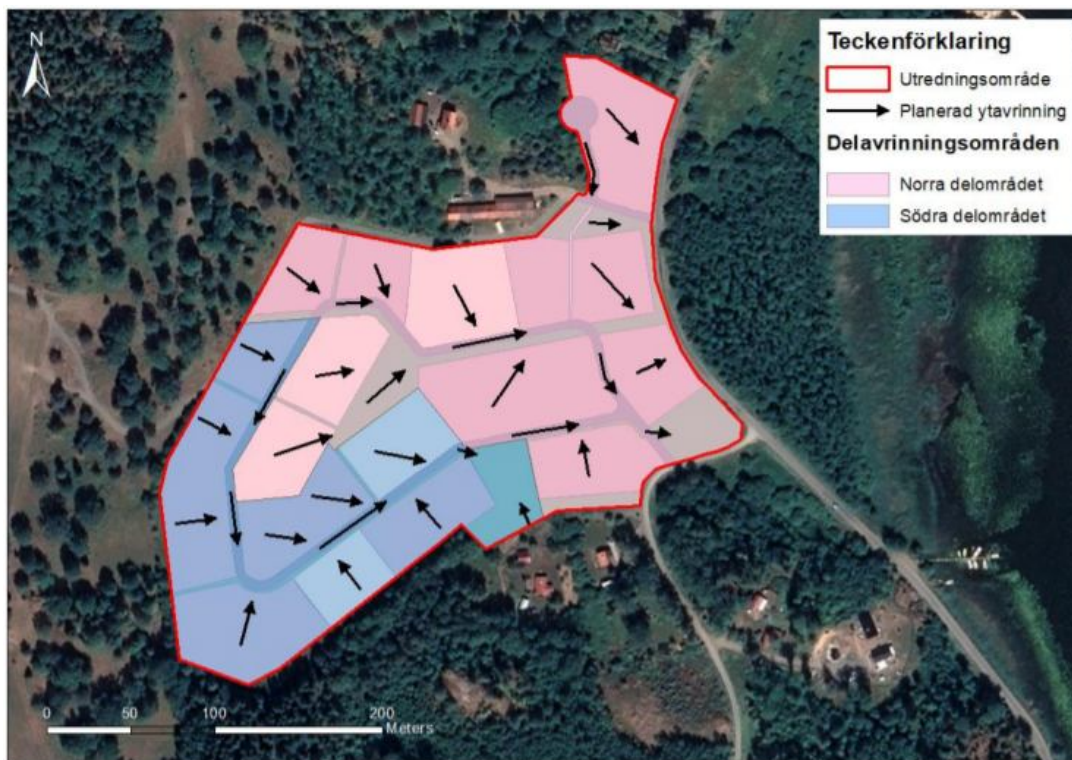 N
Teckenförklaring
Utredningsområde
Planerad ytavrinning
Delavrinningsområden
Norra delområdet
Södra delområdet
0 50 100 200
Meters